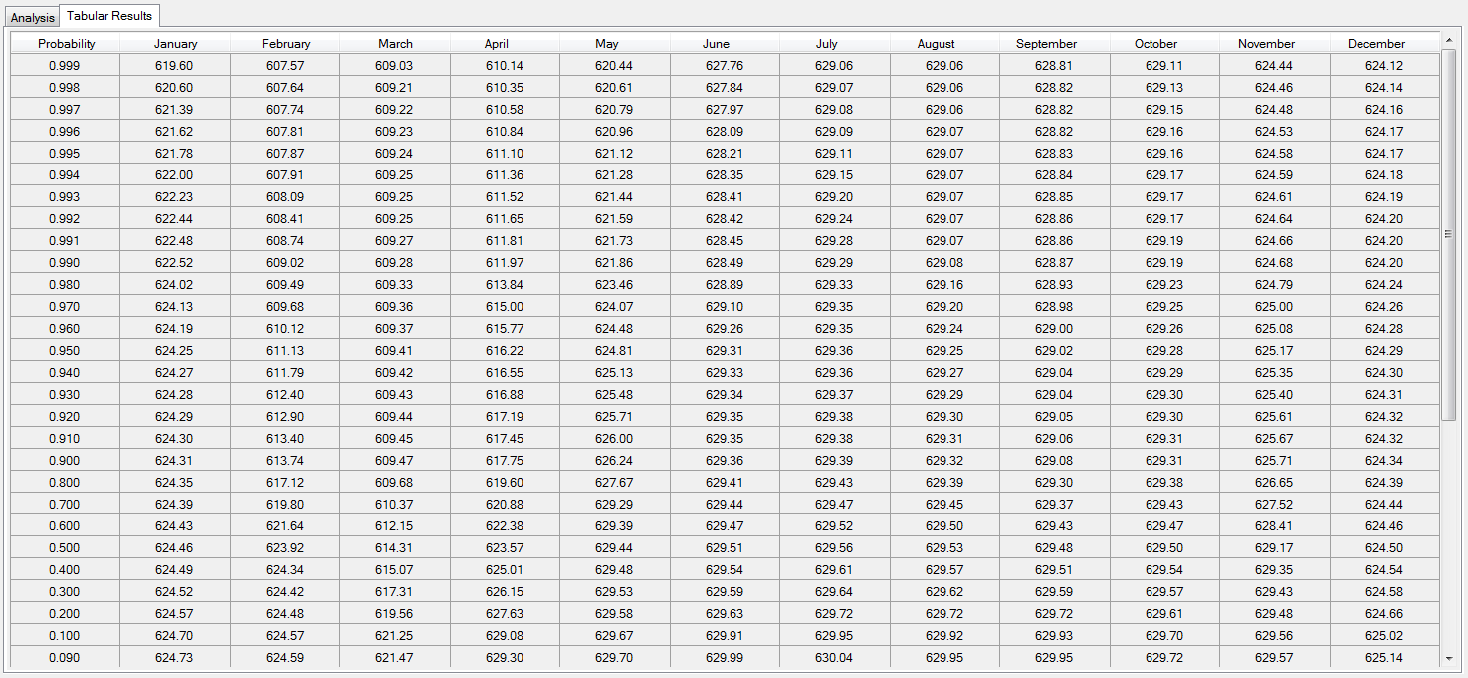 Analysis Tabular Results
Probability January February March April May June July August September October November December
0.999 619.60 607.57 609.03 610.14 620.44 627.76 629.06 629.06 628.81 629.11 624.44 624.12
0.998 620.60 607.64 609.21 610.35 620.61 627.84 629.07 629.06 628.82 629.13 624.46 624.14
0.997 621.39 607.74 609.22 610.58 620.79 627.97 629.08 629.06 628.82 629.15 624.48 624.16
0.996 621.62 607.81 609.23 610.84 620.96 628.09 629.09 629.07 628.82 629.16 624.53 624.17
0.995 621.78 607.87 609.24 611.10 621.12 628.21 629.11 629.07 628.83 629.16 624.58 624.17
0.994 622.00 607.91 609.25 611.36 621.28 628.35 629.15 629.07 628.84 629.17 624.59 624.18
0.993 622.23 608.09 609.25 611.52 621.44 628.41 629.20 629.07 628.85 629.17 624.61 624.19
0.992 622.44 608.41 609.25 611.65 621.59 628.42 629.24 629.07 628.86 629.17 624.64 624.20
0.991 622.48 608.74 609.27 611.81 621.73 628.45 629.28 629.07 628.86 629.19 624.66 624.20
0.990 622.52 609.02 609.28 611.97 621.86 628.49 629.29 629.08 628.87 629.19 624.68 624.20
0.980 624.02 609.49 609.33 613.84 623.46 628.89 629.33 629.16 628.93 629.23 624.79 624.24
0.970 624.13 609.68 609.36 615.00 624.07 629.10 629.35 629.20 628.98 629.25 625.00 624.26
0.960 624.19 610.12 609.37 615.77 624.48 629.26 629.35 629.24 629.00 629.26 625.08 624.28
0.950 624.25 611.13 609.41 616.22 624.81 629.31 629.36 629.25 629.02 629.28 625.17 624.29
0.940 624.27 611.79 609.42 616.55 625.13 629.33 629.36 629.27 629.04 629.29 625.35 624.30
0.930 624.28 612.40 609.43 616.88 625.48 629.34 629.37 629.29 629.04 629.30 625.40 624.31
0.920 624.29 612.90 609.44 617.19 625.71 629.35 629.38 629.30 629.05 629.30 625.61 624.32
0.910 624.30 613.40 609.45 617.45 626.00 629.35 629.38 629.31 629.06 629.31 625.67 624.32
0.900 624.31 613.74 609.47 617.75 626.24 629.36 629.39 629.32 629.08 629.31 625.71 624.34
0.800 624.35 617.12 609.68 619.60 627.67 629.41 629.43 629.39 629.30 629.38 626.65 624.39
0.700 624.39 619.80 610.37 620.88 629.29 629.44 629.47 629.45 629.37 629.43 627.52 624.44
0.600 624.43 621.64 612.15 622.38 629.39 629.47 629.52 629.50 629.43 629.47 628.41 624.46
0.500 624.46 623.92 614.31 623.57 629.44 629.51 629.56 629.53 629.48 629.50 629.17 624.50
0.400 624.49 624.34 615.07 625.01 629.48 629.54 629.61 629.57 629.51 629.54 629.35 624.54
0.300 624.52 624.42 617.31 626.15 629.53 629.59 629.64 629.62 629.59 629.57 629.43 624.58
0.200 624.57 624.48 619.56 627.63 629.58 629.63 629.72 629.72 629.72 629.61 629.48 624.66
0.100 624.70 624.57 621.25 629.08 629.67 629.91 629.95 629.92 629.93 629.70 629.56 625.02
0.090 624.73 624.59 621.47 629.30 629.70 629.99 630.04 629.95 629.95 629.72 629.57 625.14